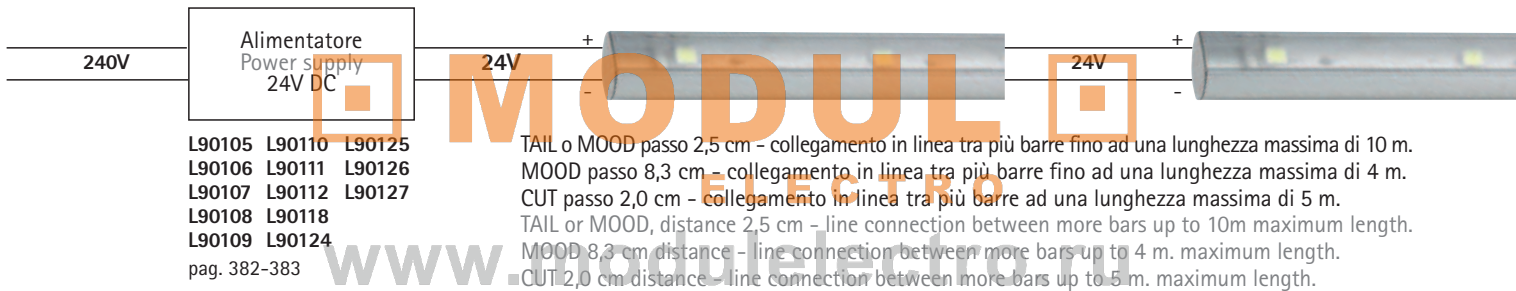 240V
Alimentatore
Power supply
24V DC
24V
+
-
24V
+
-
MODUL
ELECTRO
www.modulelectro.ru
L90105 L90110 L90125
L90106 L90111 L90126
L90107 L90112 L90127
L90108 L90118
L90109 L90124
pag. 382-383
TAIL o MOOD passo 2,5 cm - collegamento in linea tra più barre fino ad una lunghezza massima di 10 m.
MOOD passo 8,3 cm - collegamento in linea tra più barre fino ad una lunghezza massima di 4 m.
CUT passo 2,0 cm - collegamento in linea tra più barre ad una lunghezza massima di 5 m.
TAIL or MOOD, distance 2,5 cm - line connection between more bars up to 10m maximum length.
MOOD 8,3 cm distance - line connection between more bars up to 4 m. maximum length.
CUT 2,0 cm distance - line connection between more bars up to 5 m. maximum length.